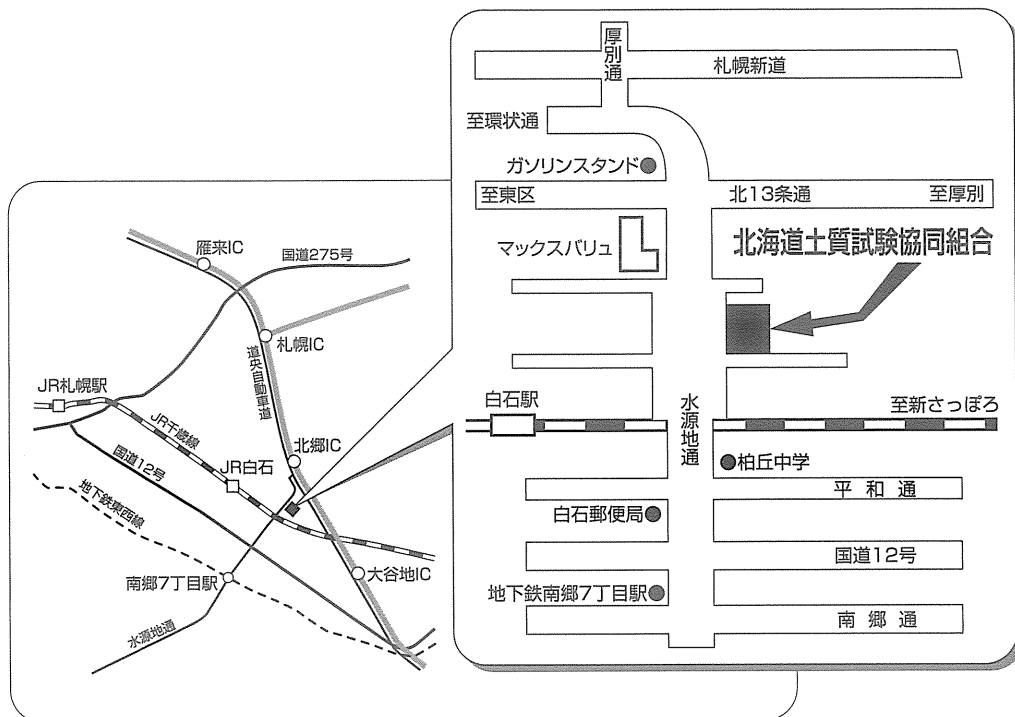 雁来IC
国道275号
札幌IC
道央自動車道
JR札幌駅
JR千歳線
北郷IC
国道12号
JR白石
地下鉄東西線
南郷7丁目駅
大谷地IC
水源地通
厚別通
札幌新道
至環状通
ガソリンスタンド
至東区
北13条通
至厚別
マックスバリュ
北海道土質試験協同組合
白石駅
水源地通
至新さっぽろ
柏丘中学
平和通
白石郵便局
国道12号
地下鉄南郷7丁目駅
南郷通